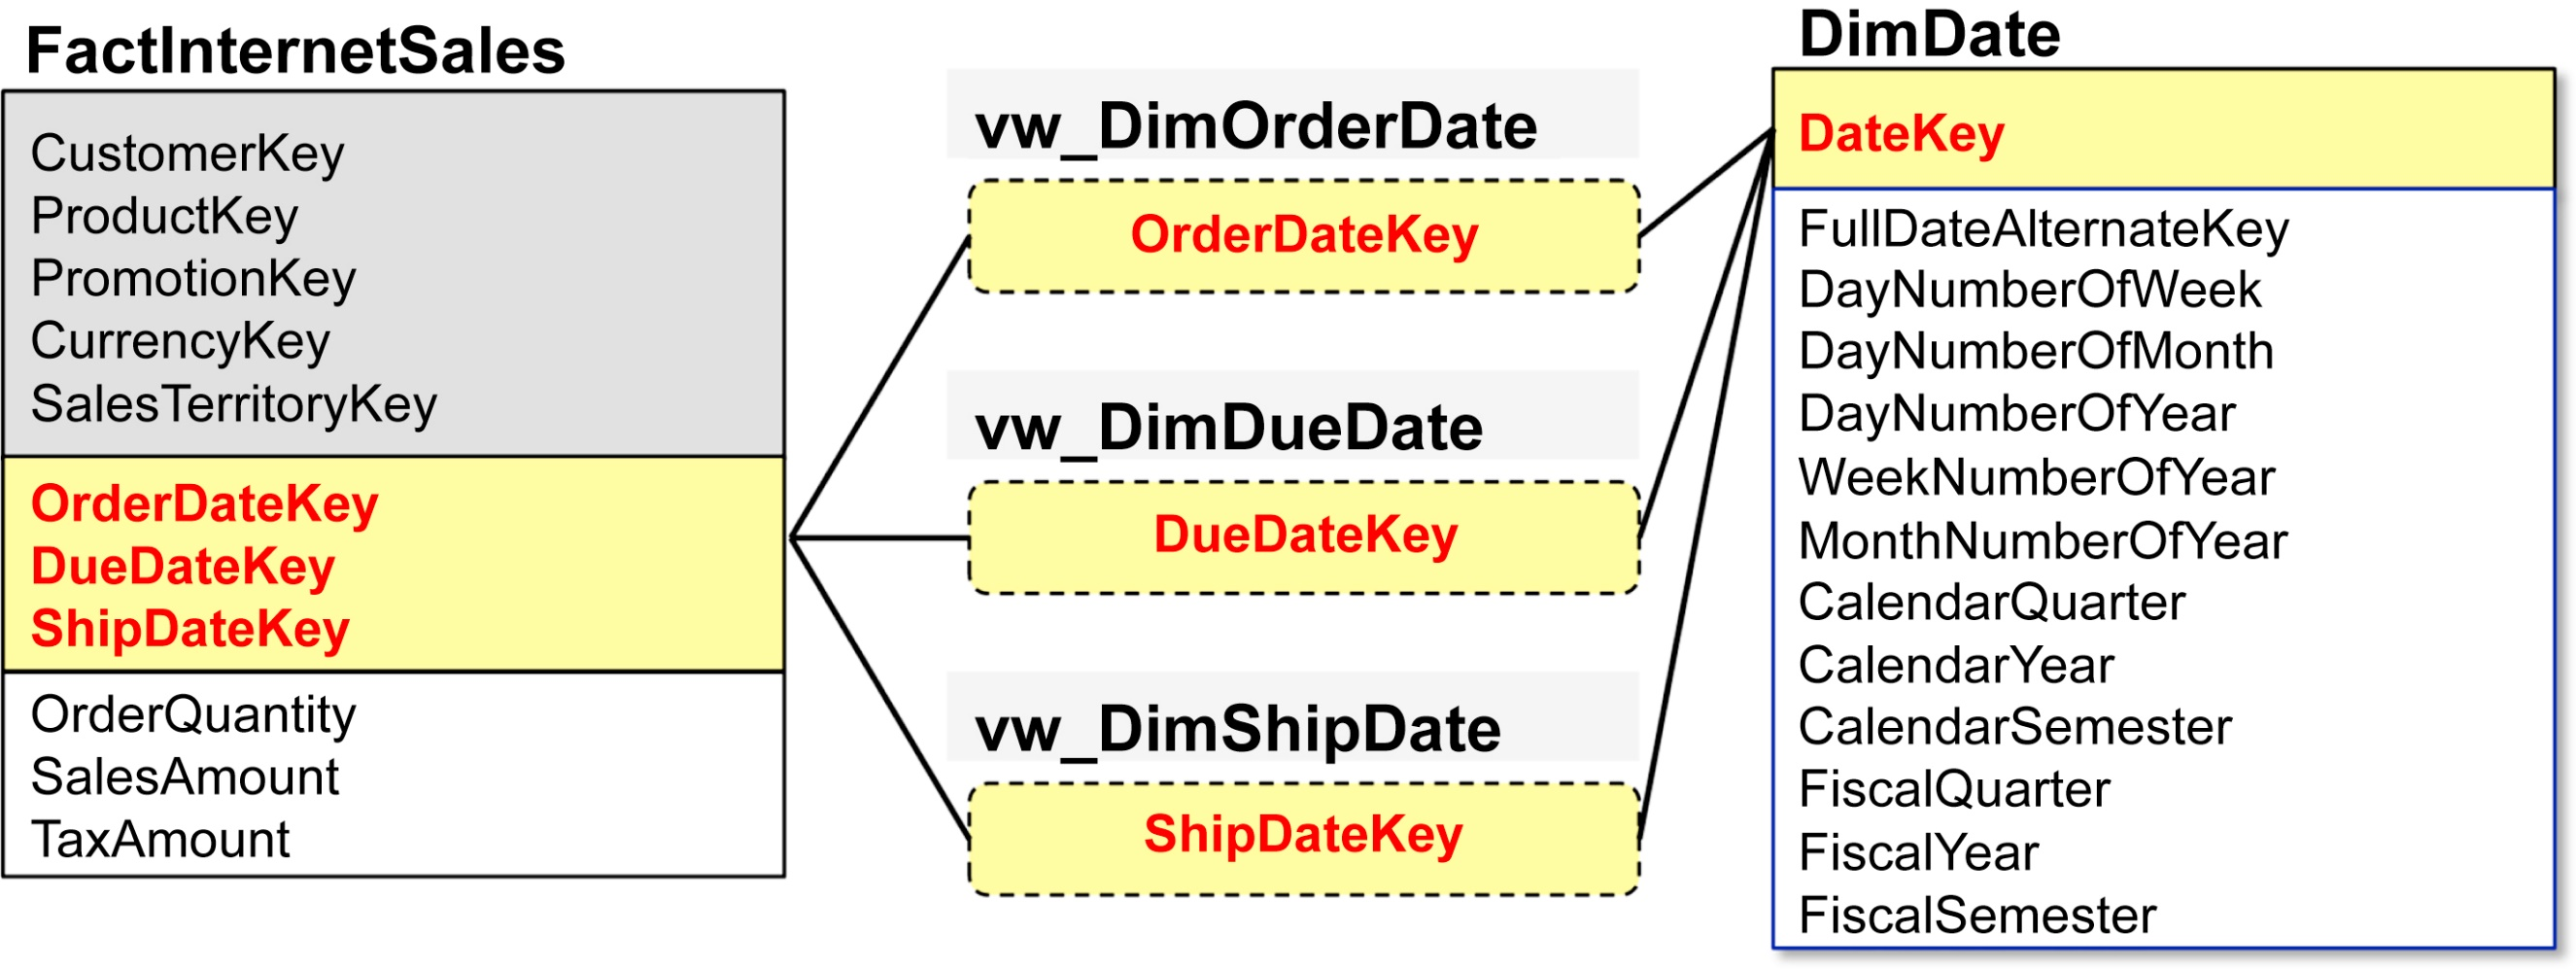 FactInternetSales
CustomerKey
ProductKey
PromotionKey
CurrencyKey
SalesTerritoryKey
OrderDateKey
DueDateKey
ShipDateKey
OrderQuantity
SalesAmount
TaxAmount
vw_DimOrderDate
OrderDateKey
vw_DimDueDate
DueDateKey
vw_DimShipDate
ShipDateKey
DimDate
DateKey
FullDateAlternateKey
DayNumberOfWeek
DayNumberOfMonth
DayNumberOfYear
WeekNumberOfYear
MonthNumberOfYear
CalendarQuarter
CalendarYear
CalendarSemester
FiscalQuarter
FiscalYear
FiscalSemester